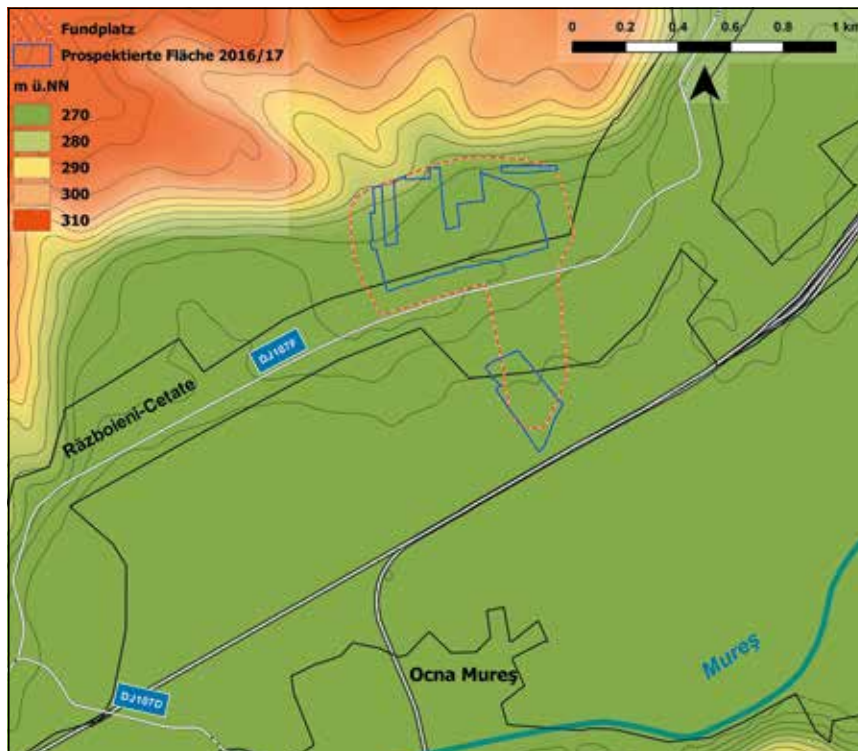 Fundplatz
Prospektierte Fläche 2016/17
m ü.NN
270
280
290
300
310
0 0.2 0.4 0.6 0.8 1 km
DJ107F
Războieni-Cetate
Mureş
Ocna Mureş
DJ107D